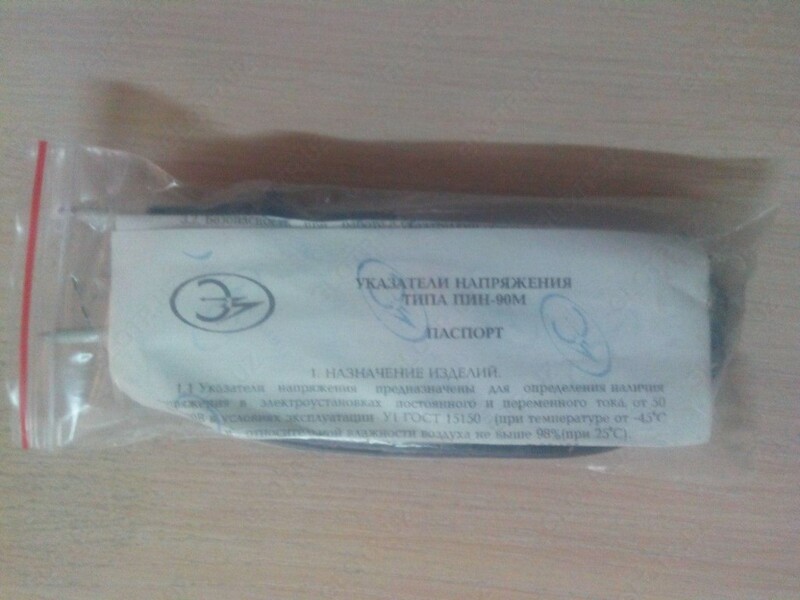 УКАЗАТЕЛИ НАПРЯЖЕНИЯ
ТИПА ПИН-90М
ПАСПОРТ
1. НАЗНАЧЕНИЕ ИЗДЕЛИЙ.
1.1 Указатели напряжения предназначены для определения наличия
в электроустановках постоянного и переменного тока, от 50
в условиях эксплуатации У1 ГОСТ 15150 (при температуре от -45°С
относительной влажности воздуха не выше 98%(при 25°С).